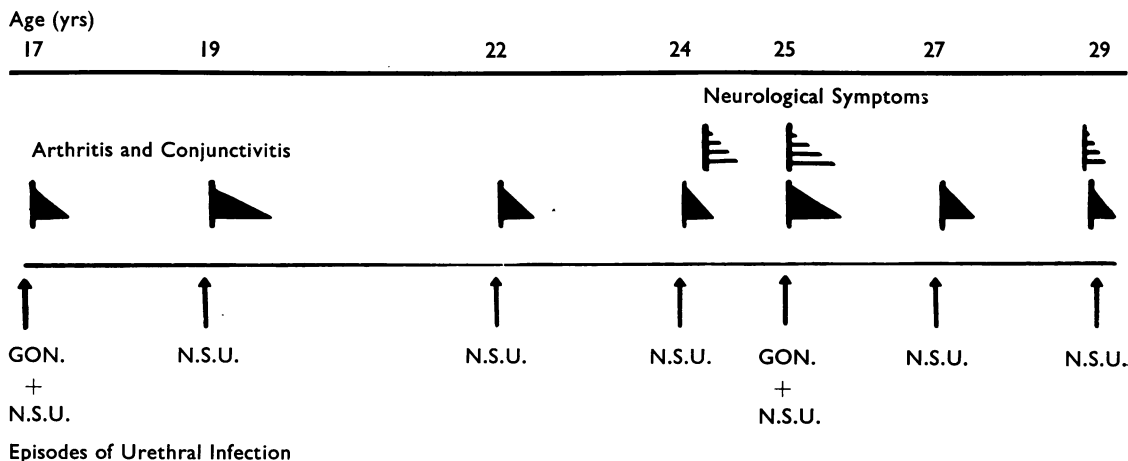 Age (yrs)
17 19 22 24 25 27 29
Neurological Symptoms
Arthritis and Conjunctivitis
GON. N.S.U. N.S.U. N.S.U. GON. N.S.U. N.S.U.
+ +
N.S.U. N.S.U.
Episodes of Urethral Infection